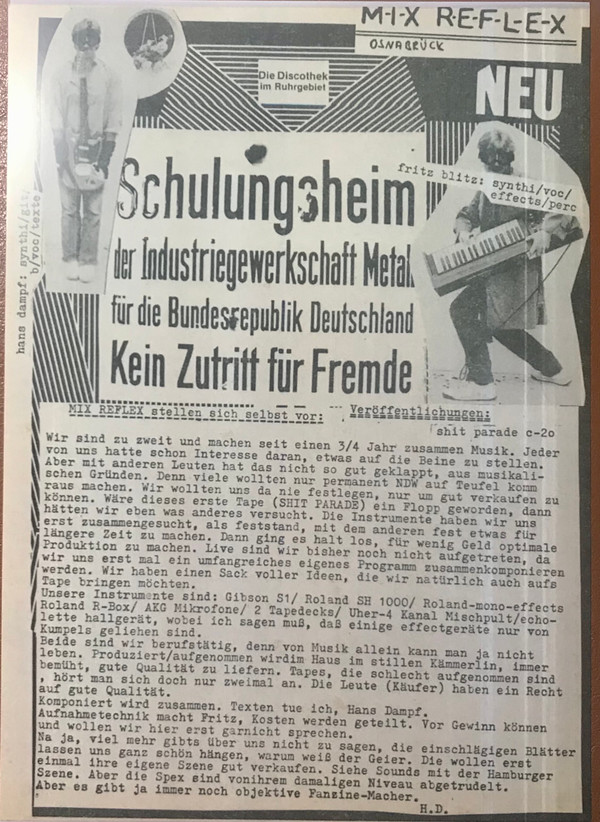 M-I-X R-E-F-L-E-X
OSNABRÜCK
Die Discothek
im Ruhrgebiet
NEU
hans dampf: synthi/git/
b/voc/texte
fritz blitz: synthi/voc/
effects/perc
Schulungsheim
der Industriegewerkschaft Metall
für die Bundesrepublik Deutschland
Kein Zutritt für Fremde
MIX REFLEX stellen sich selbst vor: Veröffentlichungen:
shit parade c-2o
Wir sind zu zweit und machen seit einen 3/4 Jahr zusammen Musik. Jeder
von uns hatte schon Interesse daran, etwas auf die Beine zu stellen.
Aber mit anderen Leuten hat das nicht so gut geklappt, aus musikali-
schen Gründen. Denn viele wollten nur permanent NDW auf Teufel komm
raus machen. Wir wollten uns da nie festlegen, nur um gut verkaufen zu
können. Wäre dieses erste Tape (SHIT PARADE) ein Flopp geworden, dann
hätten wir eben was anderes versucht. Die Instrumente haben wir uns
erst zusammengesucht, als feststand, mit dem anderen fest etwas für
längere Zeit zu machen. Dann ging es halt los, für wenig Geld optimale
Produktion zu machen. Live sind wir bisher noch nicht aufgetreten, da
wir uns erst mal ein umfangreiches eigenes Programm zusammenkomponieren
werden. Wir haben einen Sack voller Ideen, die wir natürlich auch aufs
Tape bringen möchten.
Unsere Instrumente sind: Gibson S1/ Roland SH 1000/ Roland-mono-effects
Roland R-Box/ AKG Mikrofone/ 2 Tapedecks/ Uher-4 Kanal Mischpult/echo-
lette hallgerät, wobei ich sagen muß, daß einige effectgeräte nur von
Kumpels geliehen sind.
Beide sind wir berufstätig, denn von Musik allein kann man ja nicht
leben. Produziert/aufgenommen wirdim Haus im stillen Kämmerlin, immer
bemüht, gute Qualität zu liefern. Tapes, die schlecht aufgenommen sind
, hört man sich doch nur zweimal an. Die Leute (Käufer) haben ein Recht
auf gute Qualität.
Komponiert wird zusammen. Texten tue ich, Hans Dampf.
Aufnahmetechnik macht Fritz, Kosten werden geteilt. Vor Gewinn können
und wollen wir hier erst garnicht sprechen.
Na ja, viel mehr gibts über uns nicht zu sagen, die einschlägigen Blätter
lassen uns ganz schön hängen, warum weiß der Geier. Die wollen erst
einmal ihre eigene Szene gut verkaufen. Siehe Sounds mit der Hamburger
Szene. Aber die Spex sind vonihrem damaligen Niveau abgetrudelt.
Aber es gibt ja immer noch objektive Fanzine-Macher.
H.D.